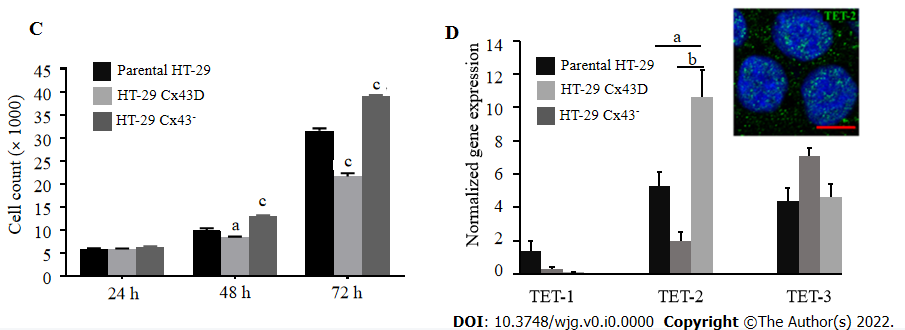 C
Parental HT-29
HT-29 Cx43D
HT-29 Cx43-
Cell count (× 1000)
45
40
35
30
25
20
15
10
5
0
a
c
c
c
24 h
48 h
72 h
D
Parental HT-29
HT-29 Cx43D
HT-29 Cx43-
Normalized gene expression
14
12
10
8
6
4
2
0
a
b
TET-1
TET-2
TET-3
TET-2
DOI: 10.3748/wjg.v0.i0.0000 Copyright ©The Author(s) 2022.